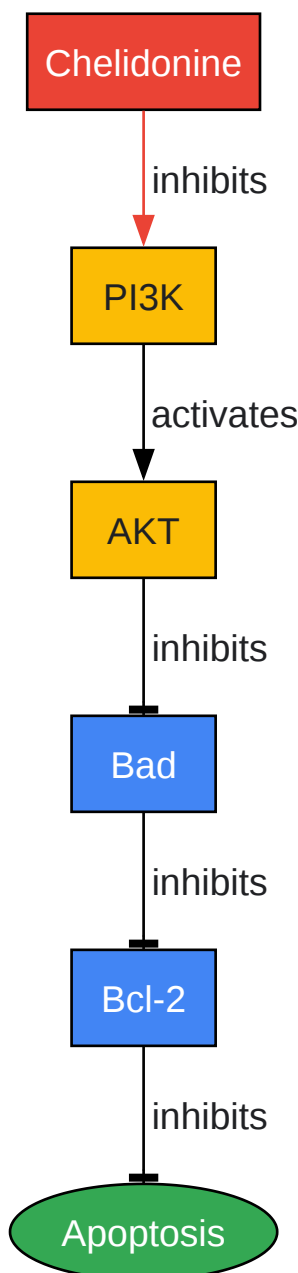 Chelidonine
inhibits
PI3K
activates
AKT
inhibits
Bad
inhibits
Bcl-2
inhibits
Apoptosis